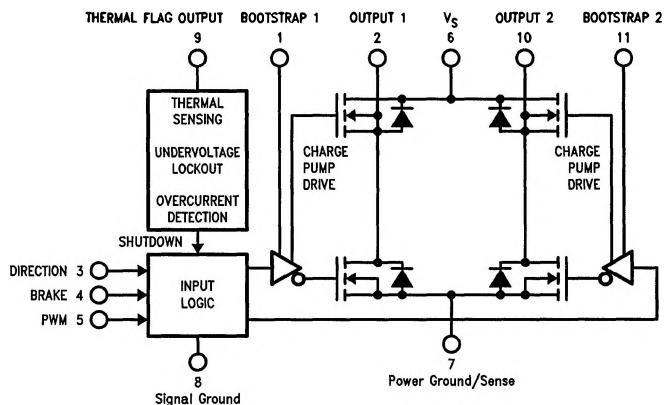 THERMAL FLAG OUTPUT BOOTSTRAP 1 OUTPUT 1 VS OUTPUT 2 BOOTSTRAP 2
9 1 2 6 10 11
THERMAL
SENSING
UNDERVOLTAGE
LOCKOUT
OVERCURRENT
DETECTION
CHARGE
PUMP
DRIVE
CHARGE
PUMP
DRIVE
SHUTDOWN
DIRECTION 3
BRAKE 4
PWM 5
INPUT
LOGIC
8
Signal Ground
7
Power Ground/Sense